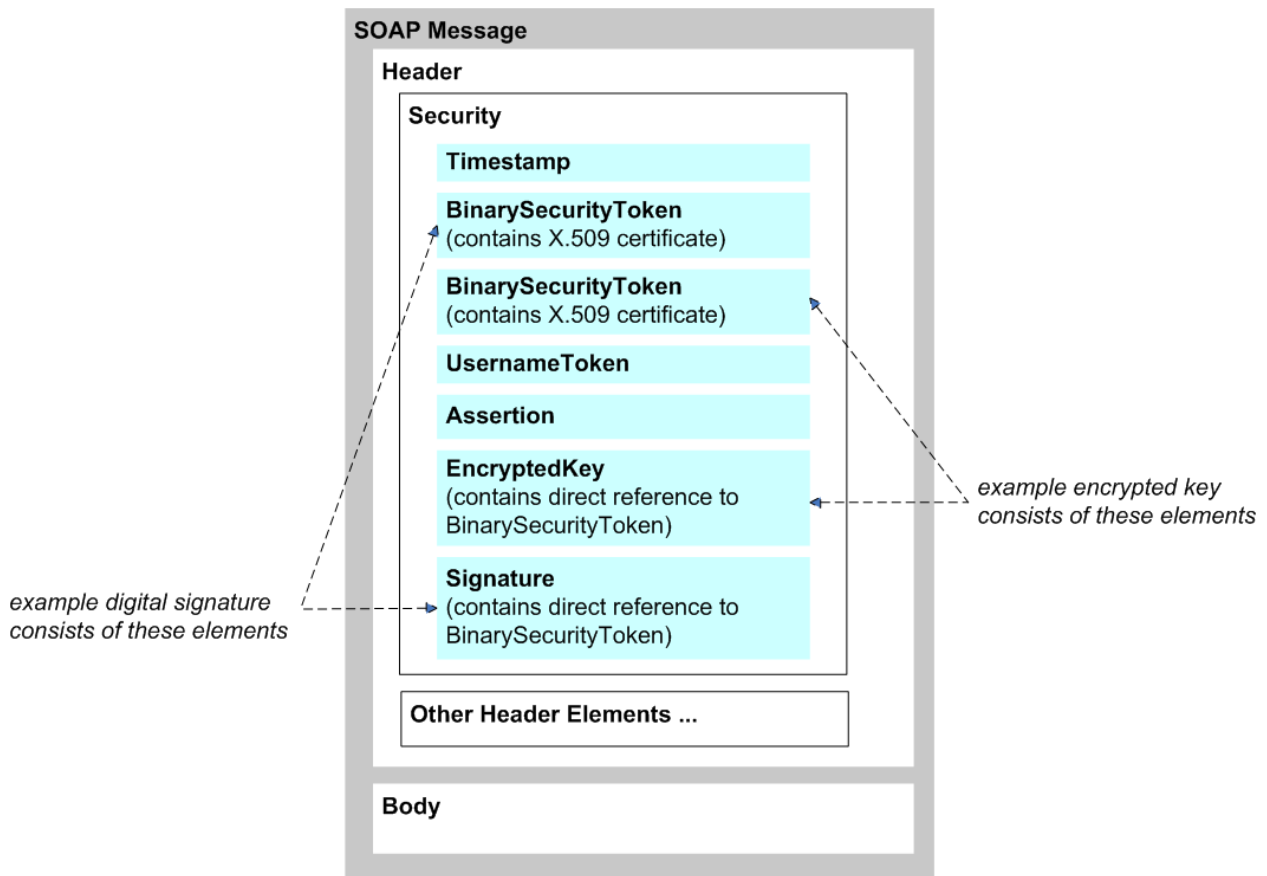 SOAP Message
Header
Security
Timestamp
BinarySecurityToken
(contains X.509 certificate)
BinarySecurityToken
(contains X.509 certificate)
UsernameToken
Assertion
EncryptedKey
(contains direct reference to
BinarySecurityToken)
example encrypted key
consists of these elements
Signature
(contains direct reference to
BinarySecurityToken)
example digital signature
consists of these elements
Other Header Elements ...
Body